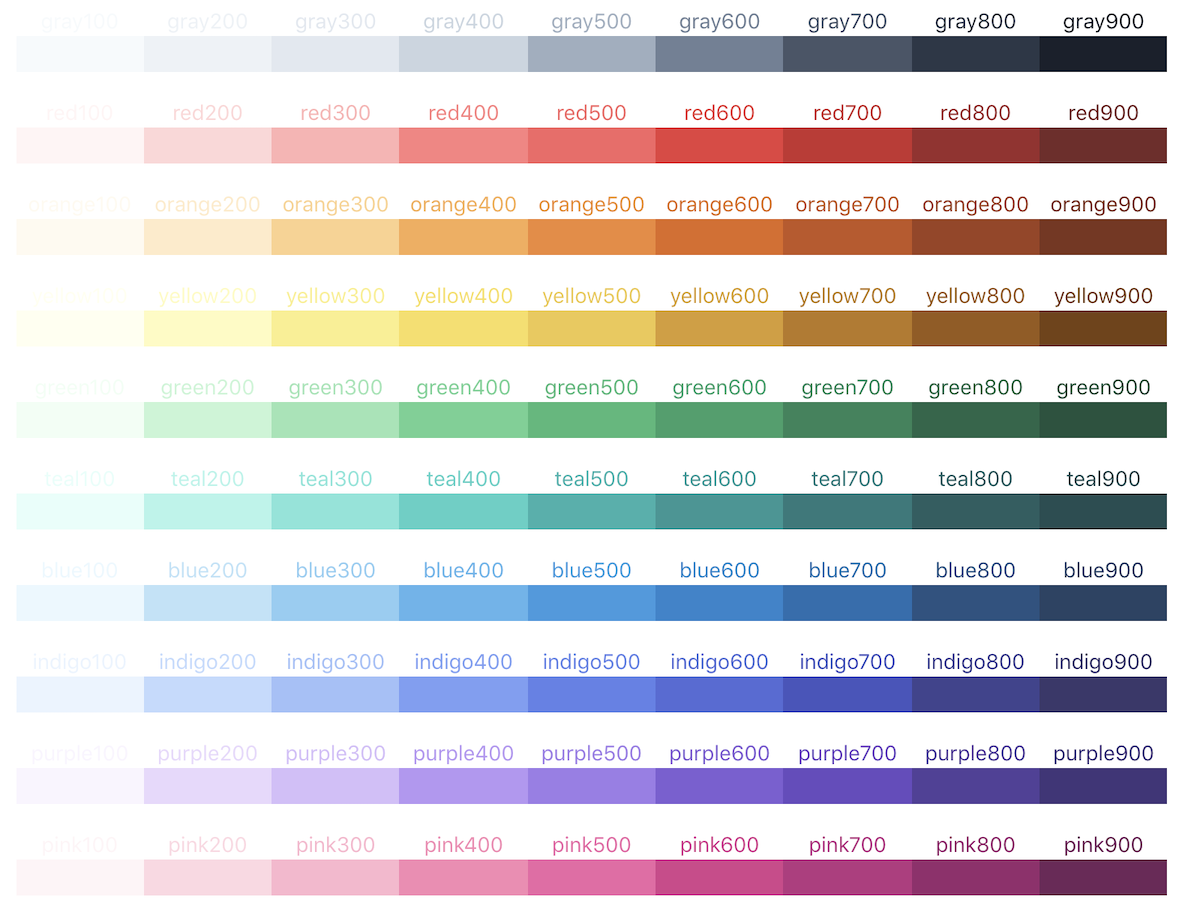 gray100 gray200 gray300 gray400 gray500 gray600 gray700 gray800 gray900
red100 red200 red300 red400 red500 red600 red700 red800 red900
orange100 orange200 orange300 orange400 orange500 orange600 orange700 orange800 orange900
yellow100 yellow200 yellow300 yellow400 yellow500 yellow600 yellow700 yellow800 yellow900
green100 green200 green300 green400 green500 green600 green700 green800 green900
teal100 teal200 teal300 teal400 teal500 teal600 teal700 teal800 teal900
blue100 blue200 blue300 blue400 blue500 blue600 blue700 blue800 blue900
indigo100 indigo200 indigo300 indigo400 indigo500 indigo600 indigo700 indigo800 indigo900
purple100 purple200 purple300 purple400 purple500 purple600 purple700 purple800 purple900
pink100 pink200 pink300 pink400 pink500 pink600 pink700 pink800 pink900